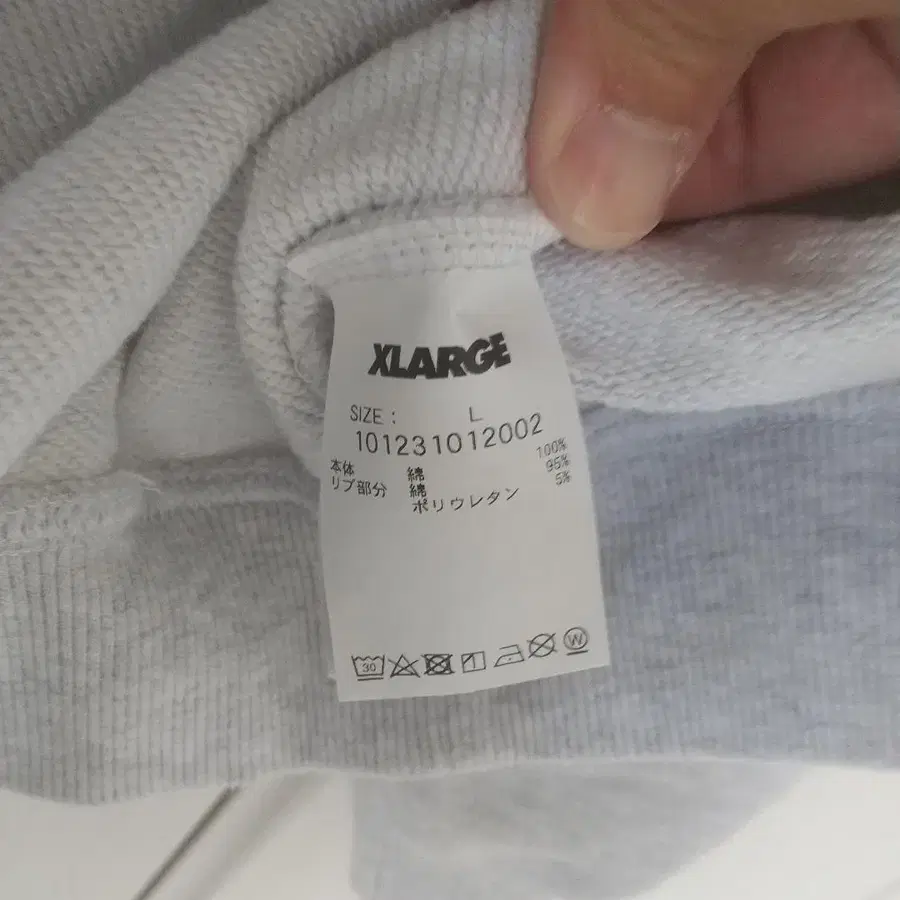 XLARGE
SIZE : L
101231012002
本体 綿 100%
リブ部分 綿 95%
ポリウレタン 5%
30 W